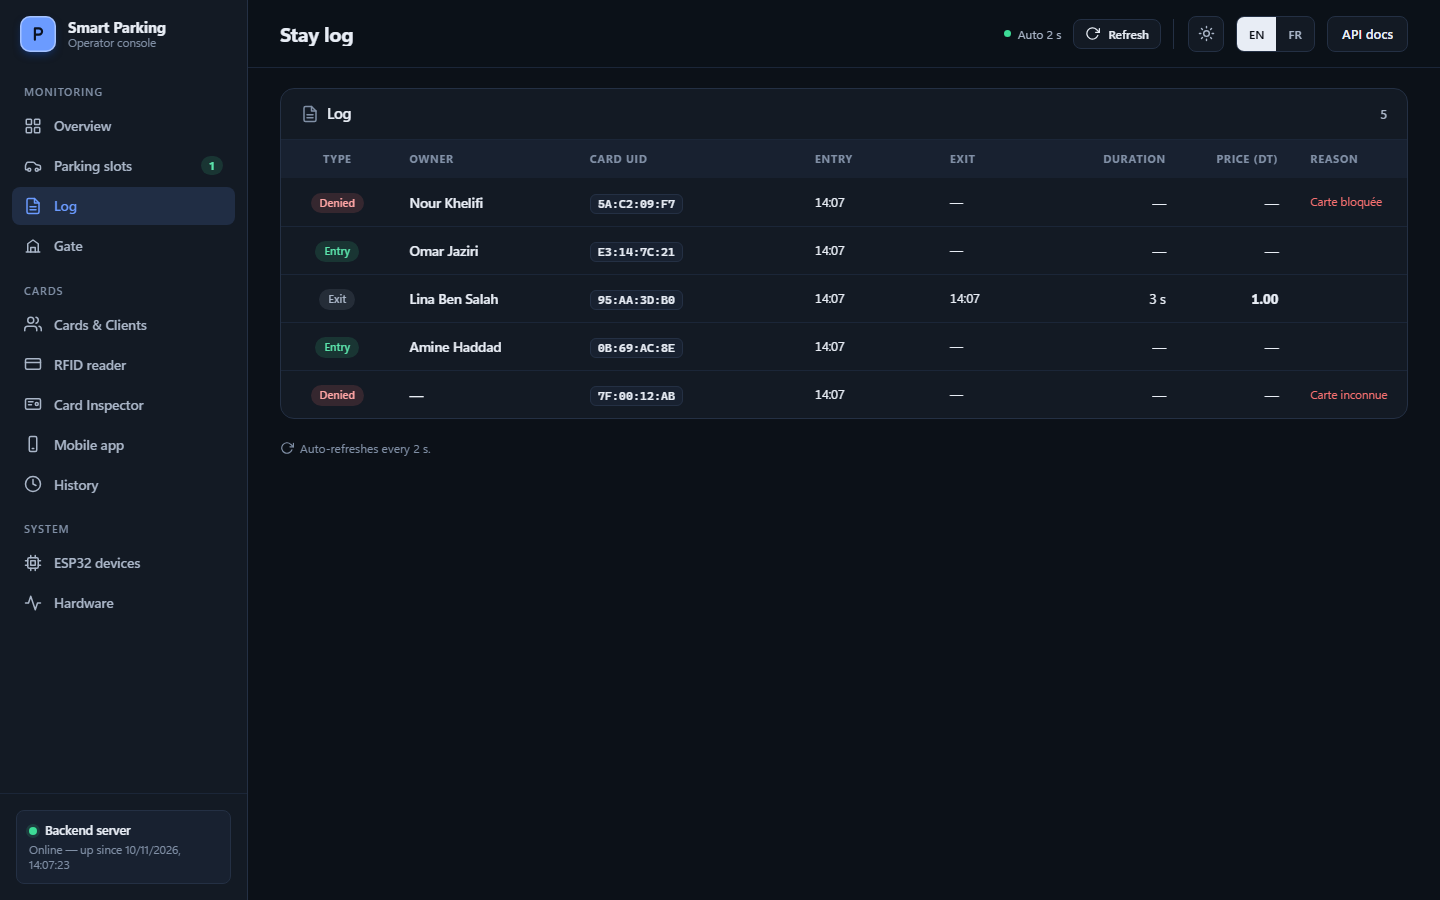 P
Smart Parking
Operator console
MONITORING
Overview
Parking slots 1
Log
Gate
CARDS
Cards & Clients
RFID reader
Card Inspector
Mobile app
History
SYSTEM
ESP32 devices
Hardware
Backend server
Online — up since 10/11/2026,
14:07:23
Stay log
Auto 2 s Refresh EN FR API docs
Log 5
TYPE OWNER CARD UID ENTRY EXIT DURATION PRICE (DT) REASON
Denied Nour Khelifi 5A:C2:09:F7 14:07 — — — Carte bloquée
Entry Omar Jaziri E3:14:7C:21 14:07 — — —
Exit Lina Ben Salah 95:AA:3D:B0 14:07 14:07 3 s 1.00
Entry Amine Haddad 0B:69:AC:8E 14:07 — — —
Denied — 7F:00:12:AB 14:07 — — — Carte inconnue
Auto-refreshes every 2 s.